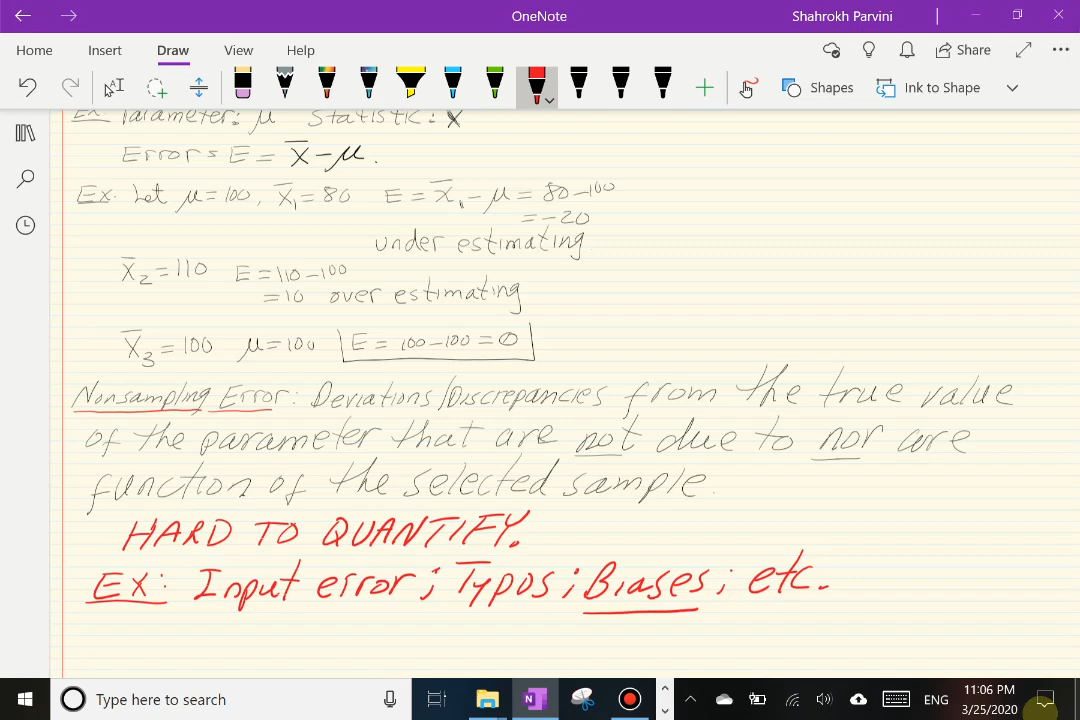 OneNote
Shahrokh Parvini
Home Insert Draw View Help
Share
Shapes
Ink to Shape
Ex: Parameter: μ Statistic: x̄
Error = E = x̄ - μ.
Ex: Let μ = 100, x̄₁ = 80 E = x̄₁ - μ = 80 - 100
= -20
under estimating
x̄₂ = 110 E = 110 - 100
= 10 over estimating
x̄₃ = 100 μ = 100 E = 100 - 100 = 0
Nonsampling Error: Deviations/Discrepancies from the true value
of the parameter that are not due to nor are
function of the selected sample.
HARD TO QUANTIFY.
EX: Input error; Typos; Biases; etc.
Type here to search
ENG
11:06 PM
3/25/2020